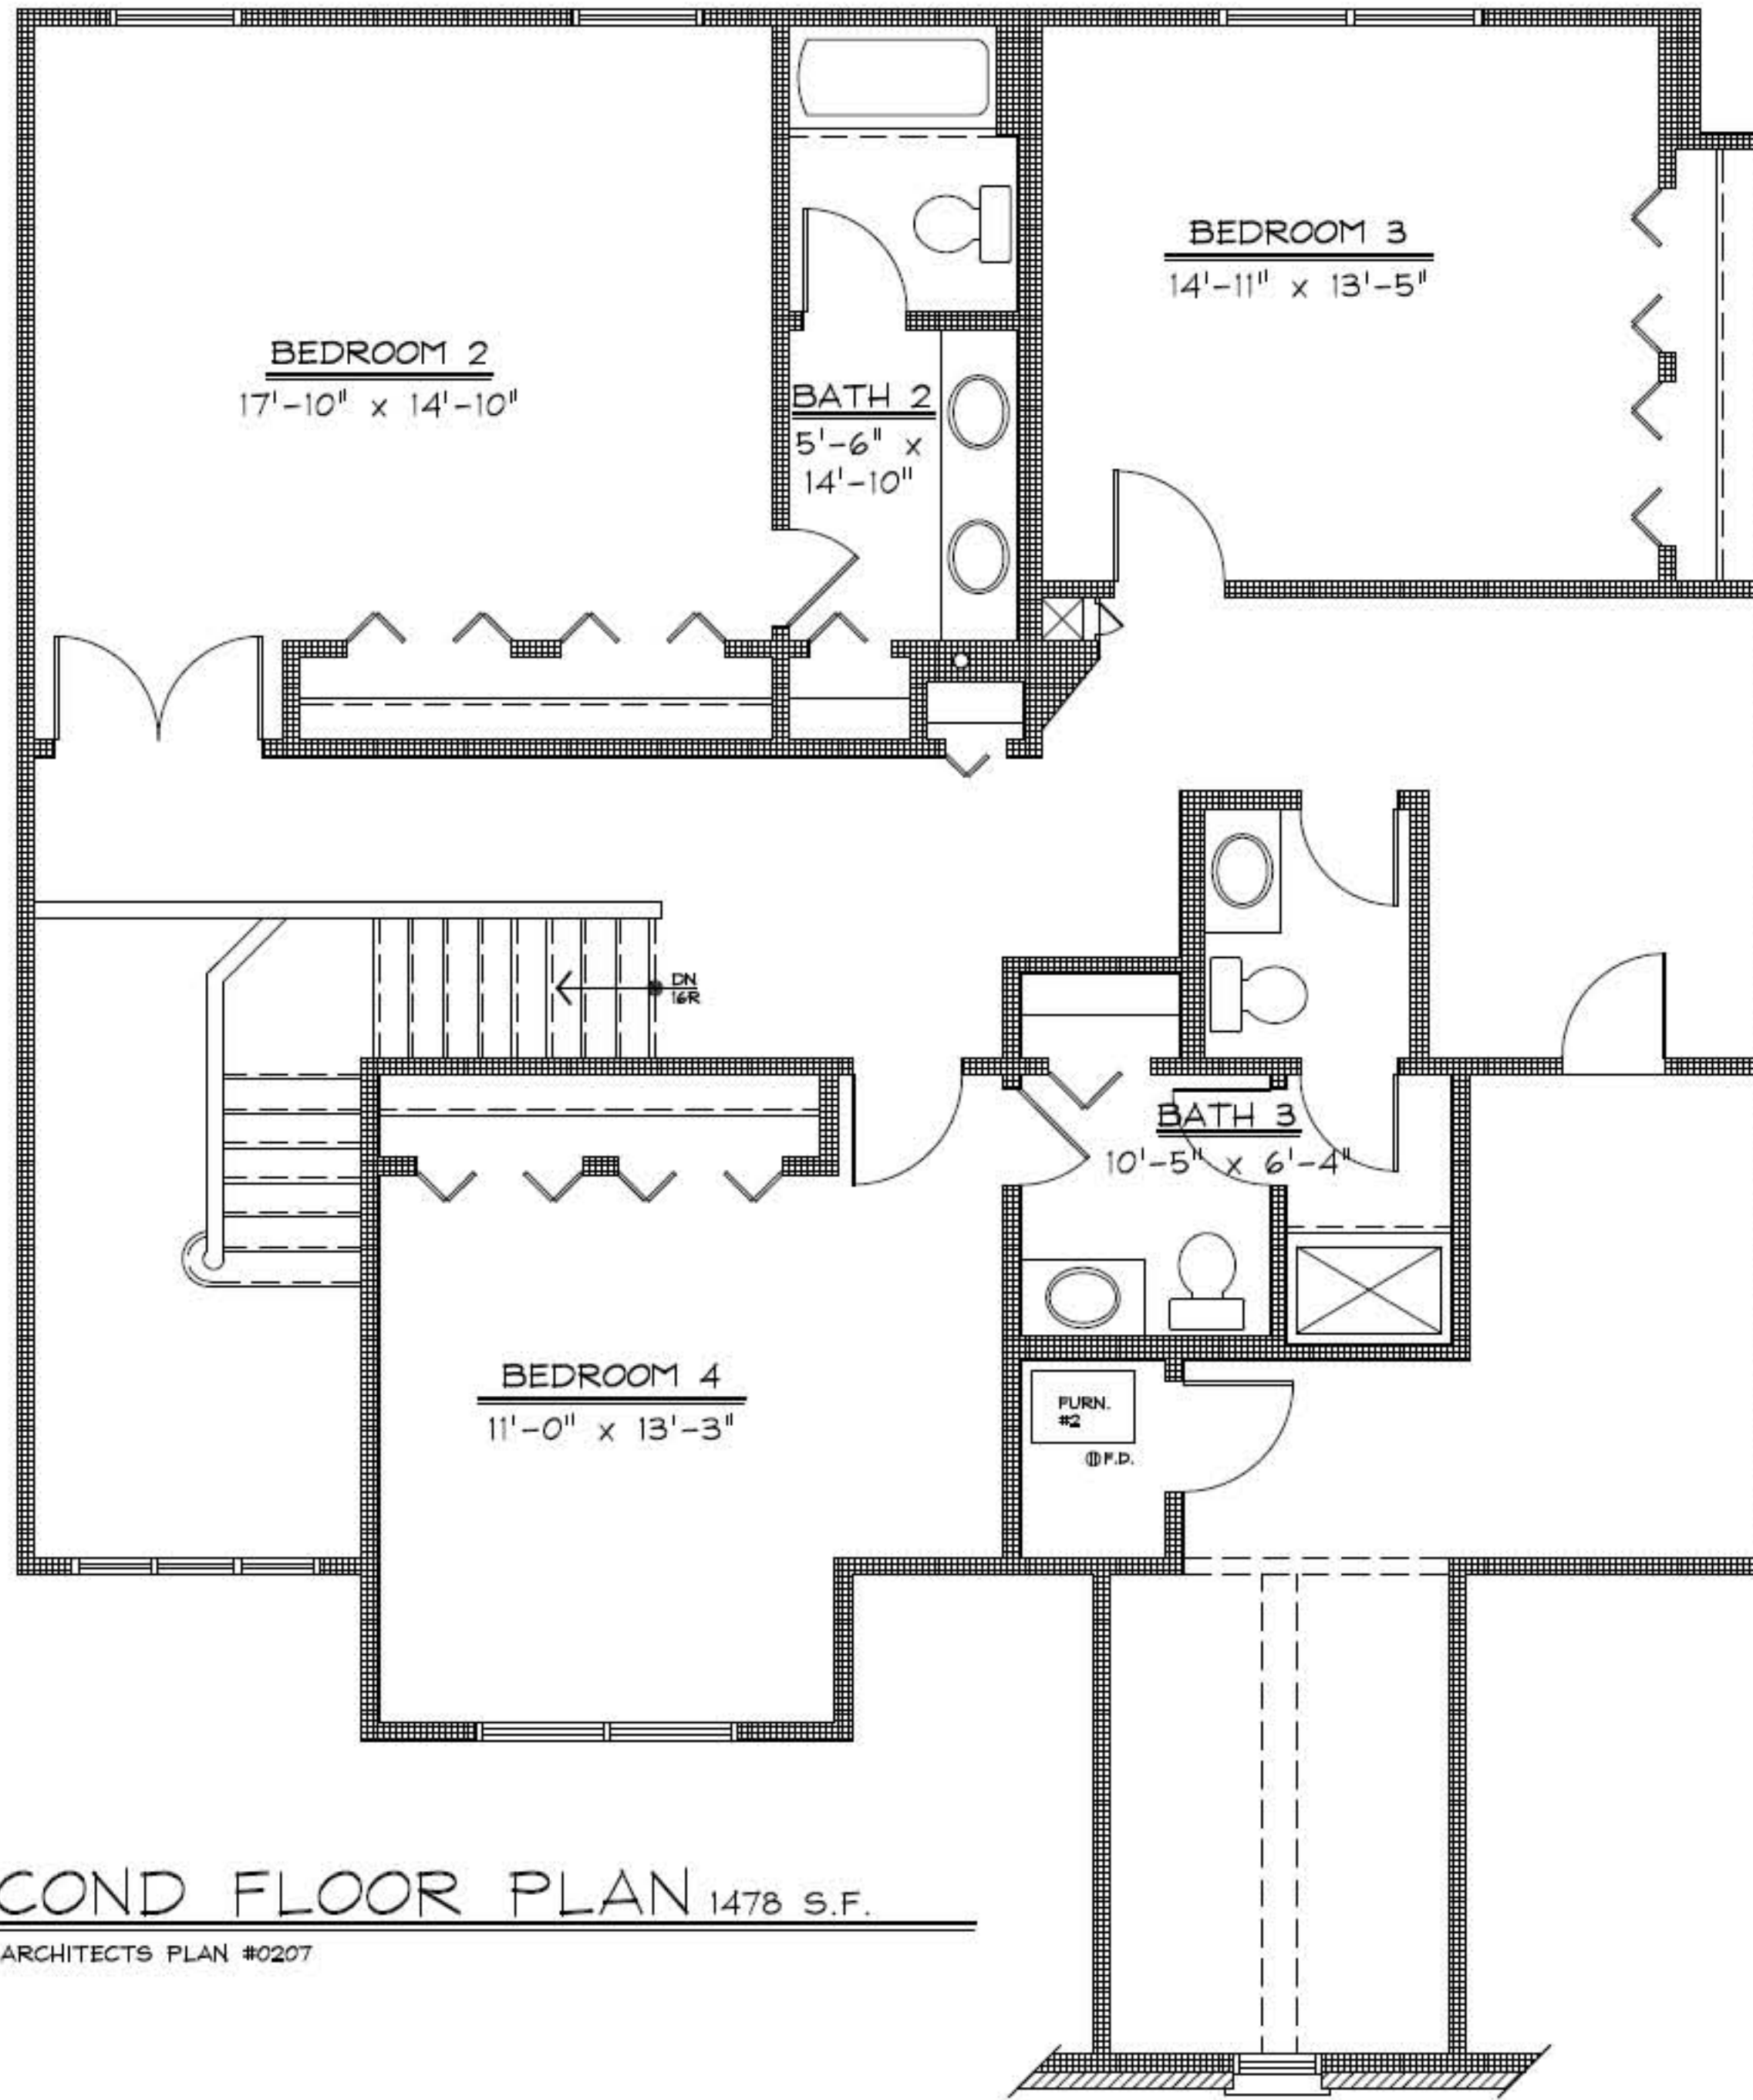 BEDROOM 2
17'-10" x 14'-10"
BATH 2
5'-6" x
14'-10"
BEDROOM 3
14'-11" x 13'-5"
DN
16R
BATH 3
10'-5" x 6'-4"
BEDROOM 4
11'-0" x 13'-3"
FURN.
#2
F.D.
COND FLOOR PLAN 1478 S.F.
ARCHITECTS PLAN #0207